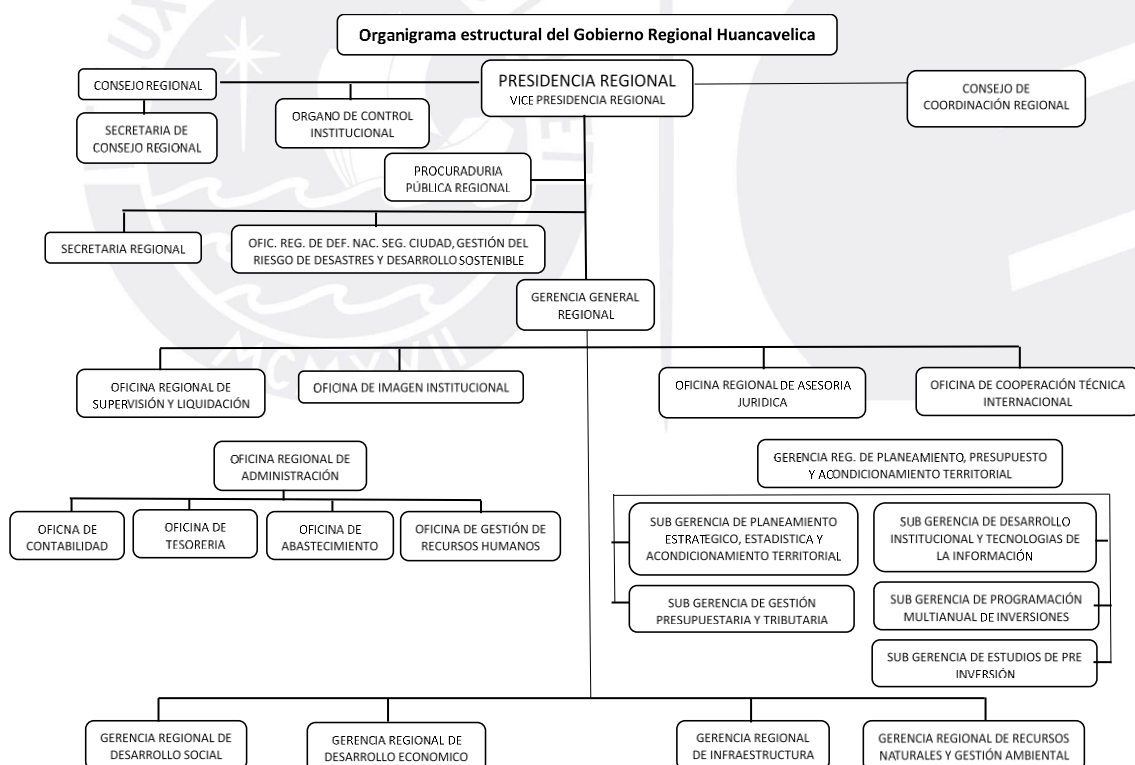 Organigrama estructural del Gobierno Regional Huancavelica
PRESIDENCIA REGIONAL
VICE PRESIDENCIA REGIONAL
CONSEJO REGIONAL
CONSEJO DE
COORDINACIÓN REGIONAL
ORGANO DE CONTROL
INSTITUCIONAL
SECRETARIA DE
CONSEJO REGIONAL
PROCURADURIA
PÚBLICA REGIONAL
SECRETARIA REGIONAL
OFIC. REG. DE DEF. NAC. SEG. CIUDAD, GESTIÓN DEL
RIESGO DE DESASTRES Y DESARROLLO SOSTENIBLE
GERENCIA GENERAL
REGIONAL
OFICINA REGIONAL DE
SUPERVISIÓN Y LIQUIDACIÓN
OFICINA DE IMAGEN INSTITUCIONAL
OFICINA REGIONAL DE ASESORIA
JURIDICA
OFICINA DE COOPERACIÓN TÉCNICA
INTERNACIONAL
OFICINA REGIONAL DE
ADMINISTRACIÓN
GERENCIA REG. DE PLANEAMIENTO, PRESUPUESTO
Y ACONDICIONAMIENTO TERRITORIAL
OFICNA DE
CONTABILIDAD
OFICINA DE
TESORERIA
OFICINA DE
ABASTECIMIENTO
OFICINA DE GESTIÓN DE
RECURSOS HUMANOS
SUB GERENCIA DE PLANEAMIENTO
ESTRATEGICO, ESTADISTICA Y
ACONDICIONAMIENTO TERRITORIAL
SUB GERENCIA DE DESARROLLO
INSTITUCIONAL Y TECNOLOGIAS DE
LA INFORMACIÓN
SUB GERENCIA DE GESTIÓN
PRESUPUESTARIA Y TRIBUTARIA
SUB GERENCIA DE PROGRAMACIÓN
MULTIANUAL DE INVERSIONES
SUB GERENCIA DE ESTUDIOS DE PRE
INVERSIÓN
GERENCIA REGIONAL DE
DESARROLLO SOCIAL
GERENCIA REGIONAL DE
DESARROLLO ECONOMICO
GERENCIA REGIONAL
DE INFRAESTRUCTURA
GERENCIA REGIONAL DE RECURSOS
NATURALES Y GESTIÓN AMBIENTAL
MCMXVII